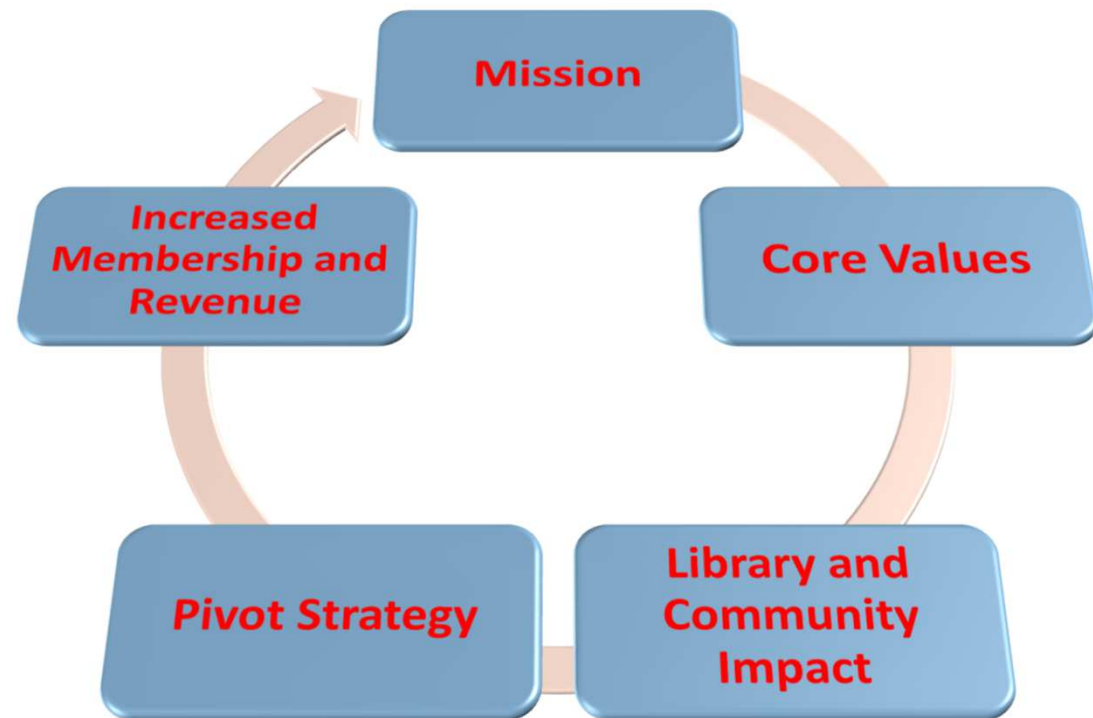 Mission
Core Values
Library and
Community
Impact
Pivot Strategy
Increased
Membership and
Revenue